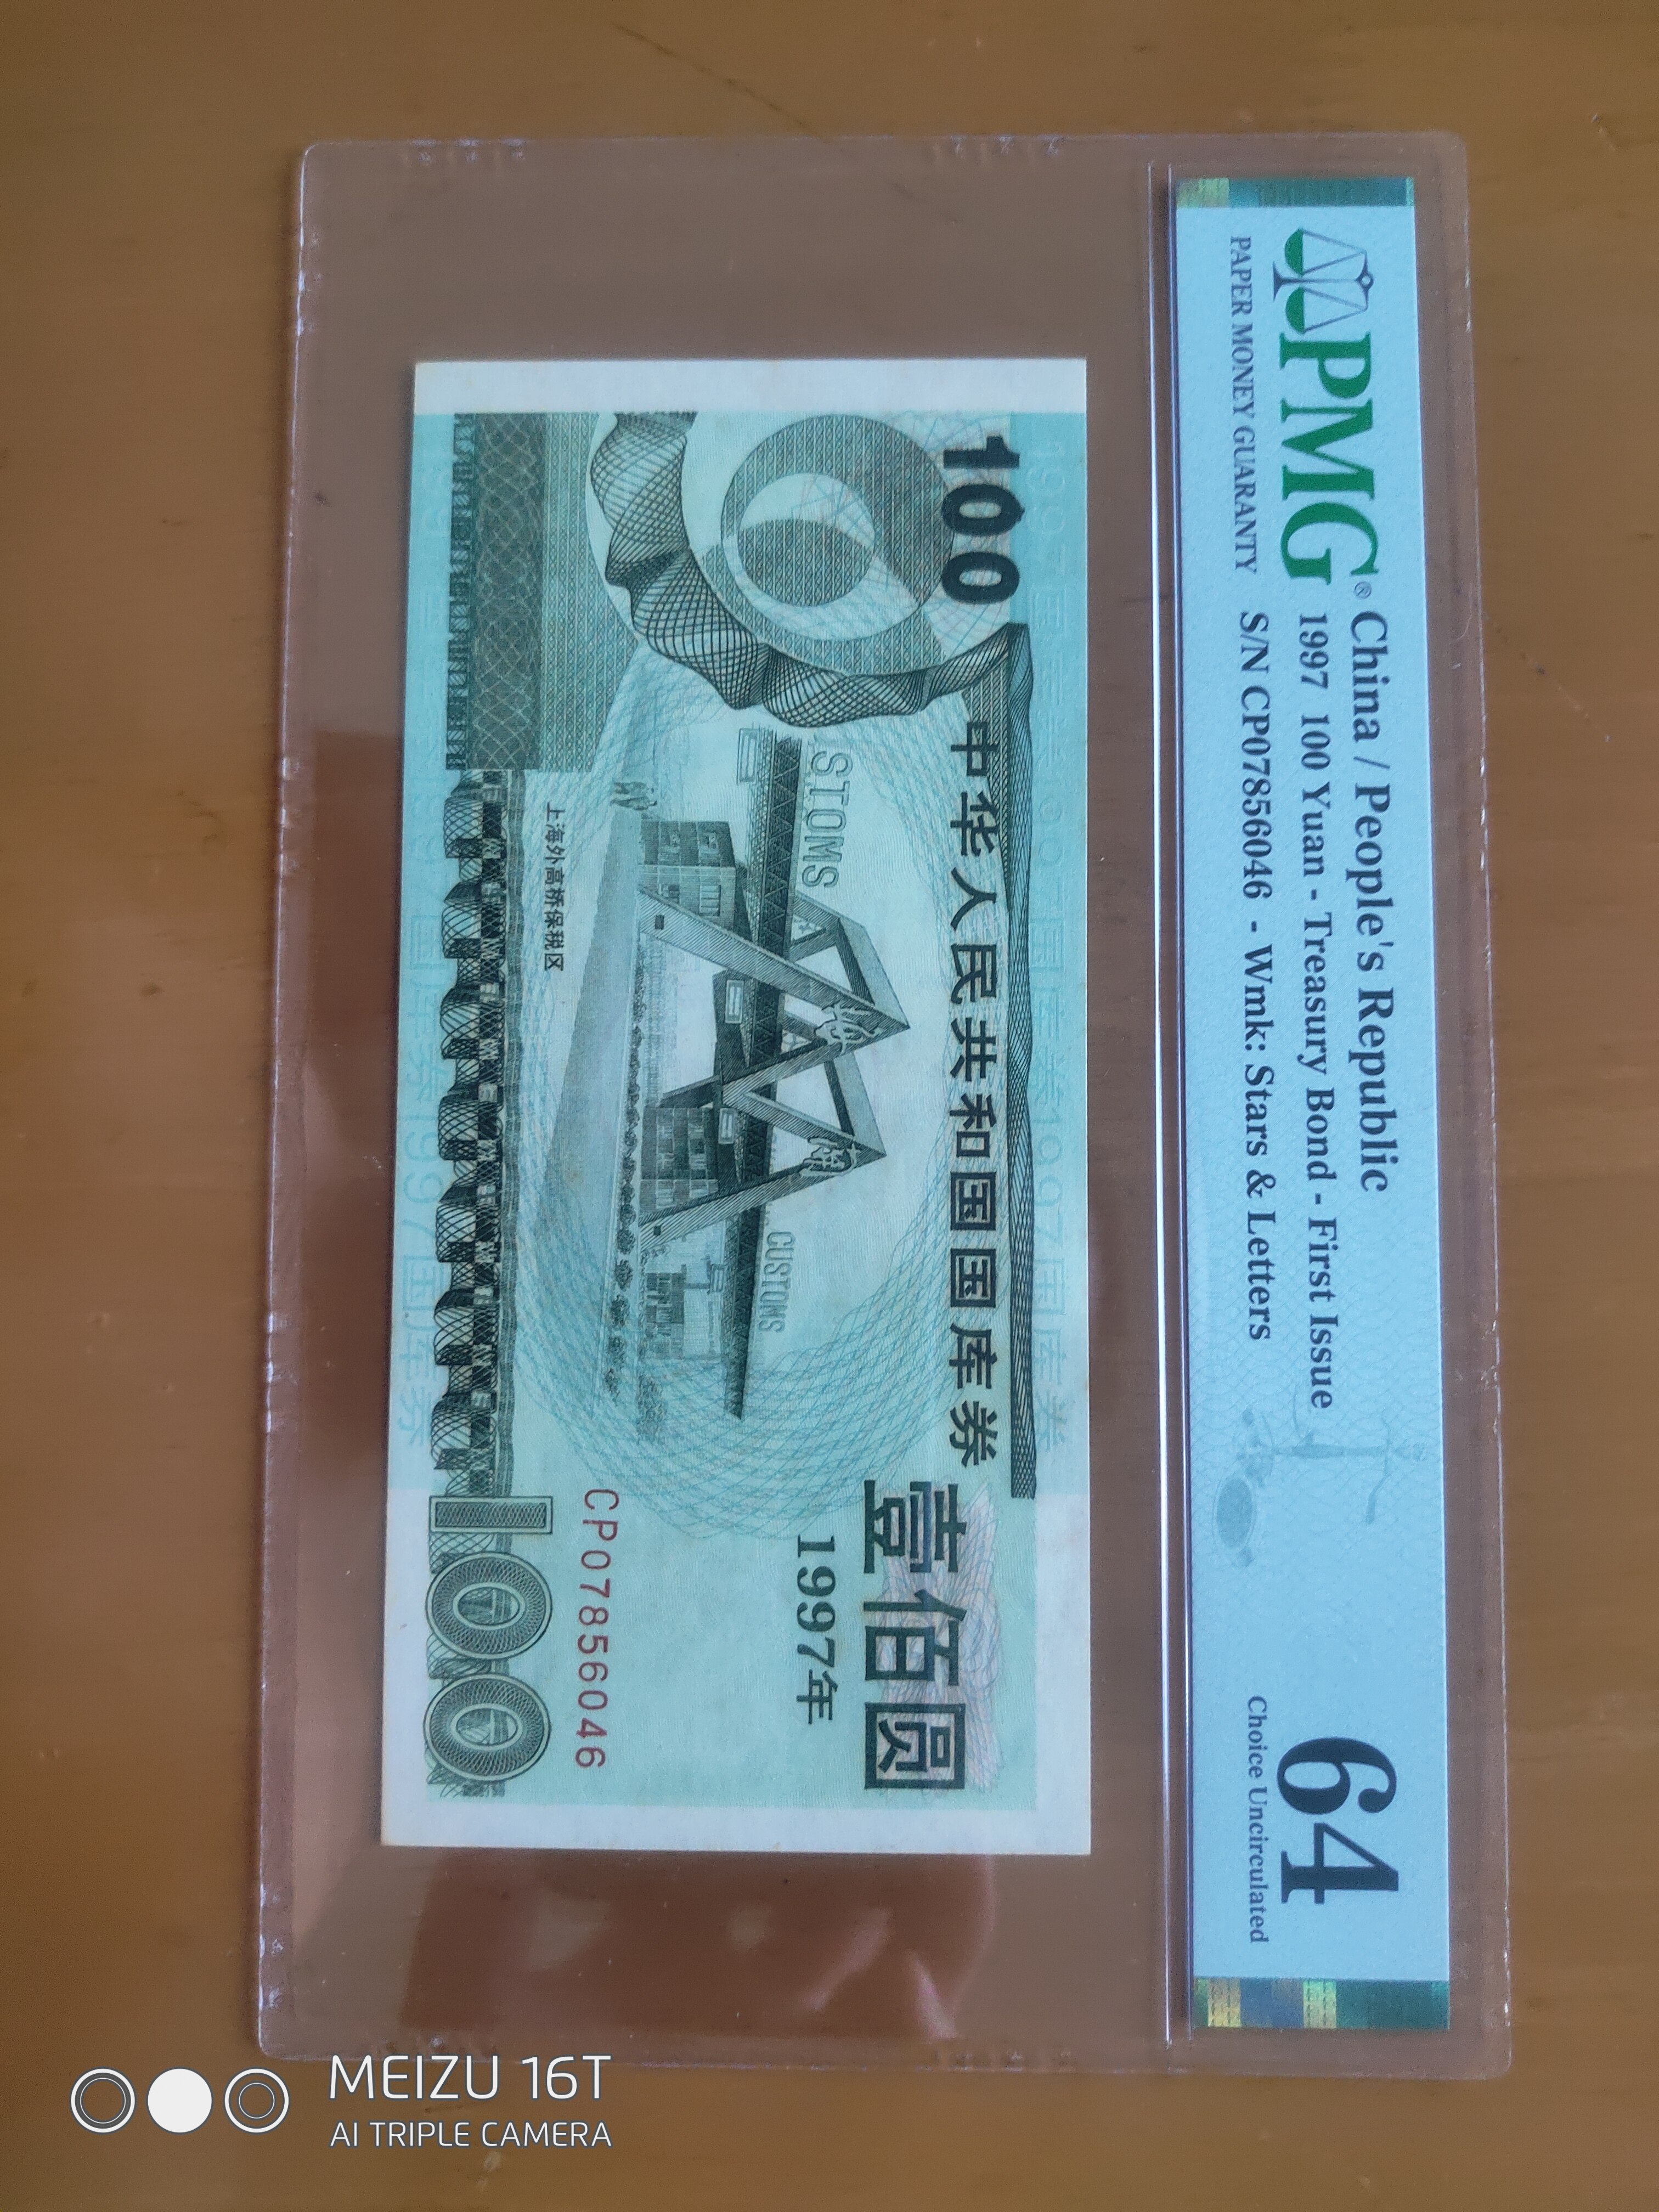 PMG®
PAPER MONEY GUARANTY
China / People's Republic
1997 100 Yuan - Treasury Bond - First Issue
S/N CP07856046 - Wmk: Stars & Letters
64
Choice Uncirculated
100
中华人民共和国国库券
壹佰圆
1997年
STOMS
海
关
CUSTOMS
上海外高桥保税区
CP07856046
100
MEIZU 16T
AI TRIPLE CAMERA